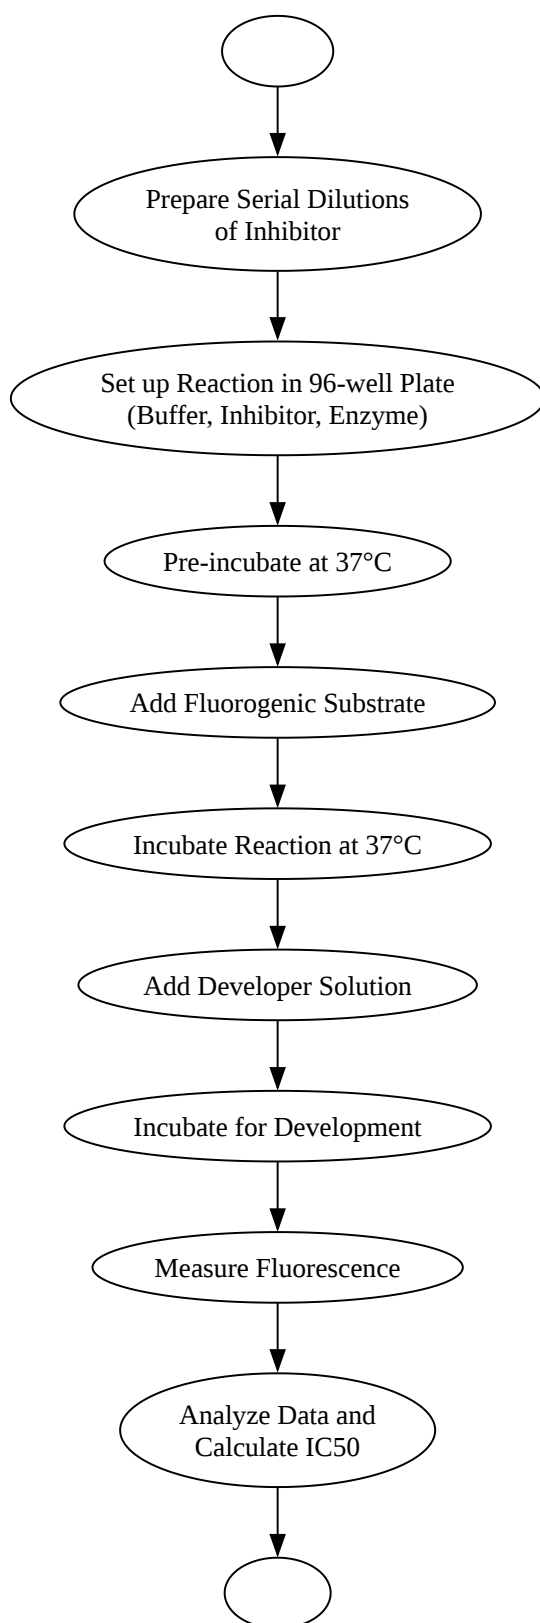 Prepare Serial Dilutions
of Inhibitor
Set up Reaction in 96-well Plate
(Buffer, Inhibitor, Enzyme)
Pre-incubate at 37°C
Add Fluorogenic Substrate
Incubate Reaction at 37°C
Add Developer Solution
Incubate for Development
Measure Fluorescence
Analyze Data and
Calculate IC50